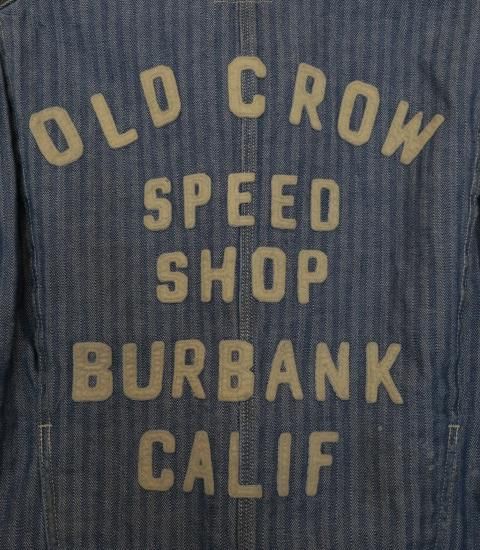 OLD CROW
SPEED
SHOP
BURBANK
CALIF